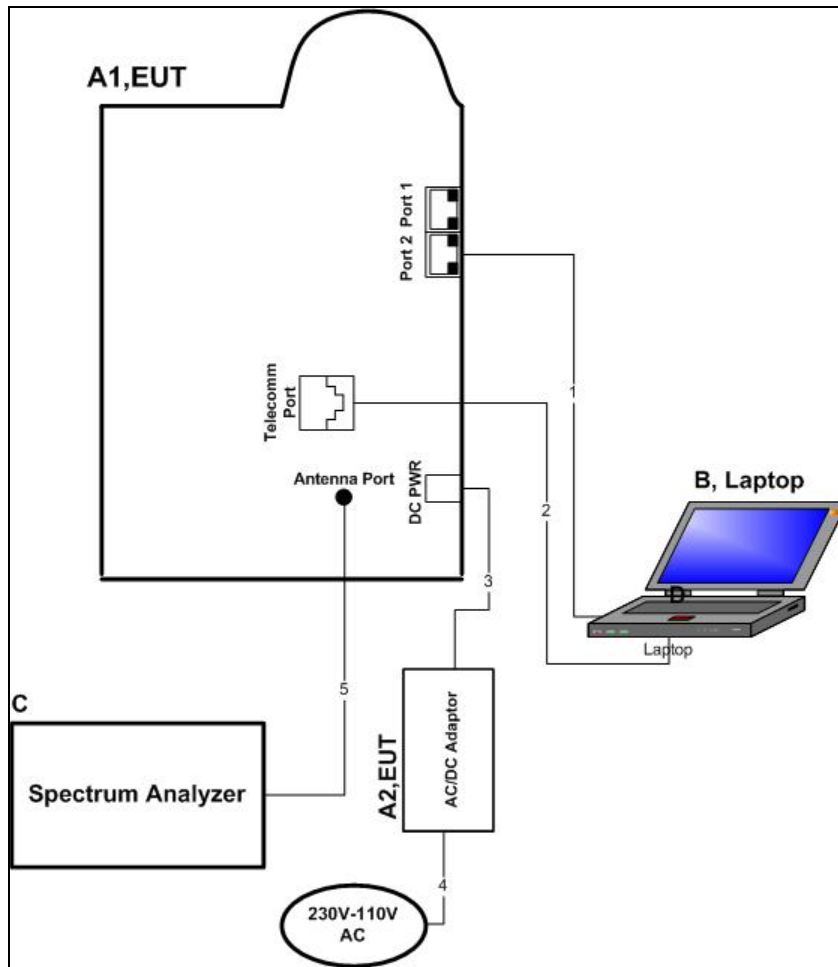 A1,EUT
Port 1
Port 2
Telecomm
Port
Antenna Port
DC PWR
1
2
3
B, Laptop
D
Laptop
5
C
Spectrum Analyzer
A2,EUT
AC/DC Adaptor
4
230V-110V
AC